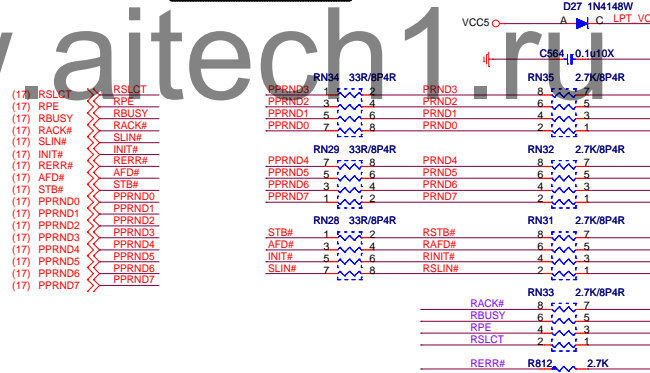 D27 1N4148W
VCC5 A C LPT_VC
C564 0.1u10X
www.aitech1.ru
RN34 33R/8P4R RN35 2.7K/8P4R
(17) RSLCT RSLCT PPRND3 1 2 PRND3 8 7
(17) RPE RPE PPRND2 3 4 PRND2 6 5
(17) RBUSY RBUSY PPRND1 5 6 PRND1 4 3
(17) RACK# RACK# PPRND0 7 8 PRND0 2 1
(17) SLIN# SLIN#
(17) INIT# INIT#
RN29 33R/8P4R RN32 2.7K/8P4R
(17) RERR# RERR# PPRND4 7 8 PRND4 8 7
(17) AFD# AFD# PPRND5 5 6 PRND5 6 5
(17) STB# STB# PPRND6 3 4 PRND6 4 3
(17) PPRND0 PPRND0 PPRND7 1 2 PRND7 2 1
(17) PPRND1 PPRND1
(17) PPRND2 PPRND2
RN28 33R/8P4R RN31 2.7K/8P4R
(17) PPRND3 PPRND3 STB# 1 2 RSTB# 8 7
(17) PPRND4 PPRND4 AFD# 3 4 RAFD# 6 5
(17) PPRND5 PPRND5 INIT# 5 6 RINIT# 4 3
(17) PPRND6 PPRND6 SLIN# 7 8 RSLIN# 2 1
(17) PPRND7 PPRND7
RN33 2.7K/8P4R
RACK# 8 7
RBUSY 6 5
RPE 4 3
RSLCT 2 1
RERR# R812 2.7K